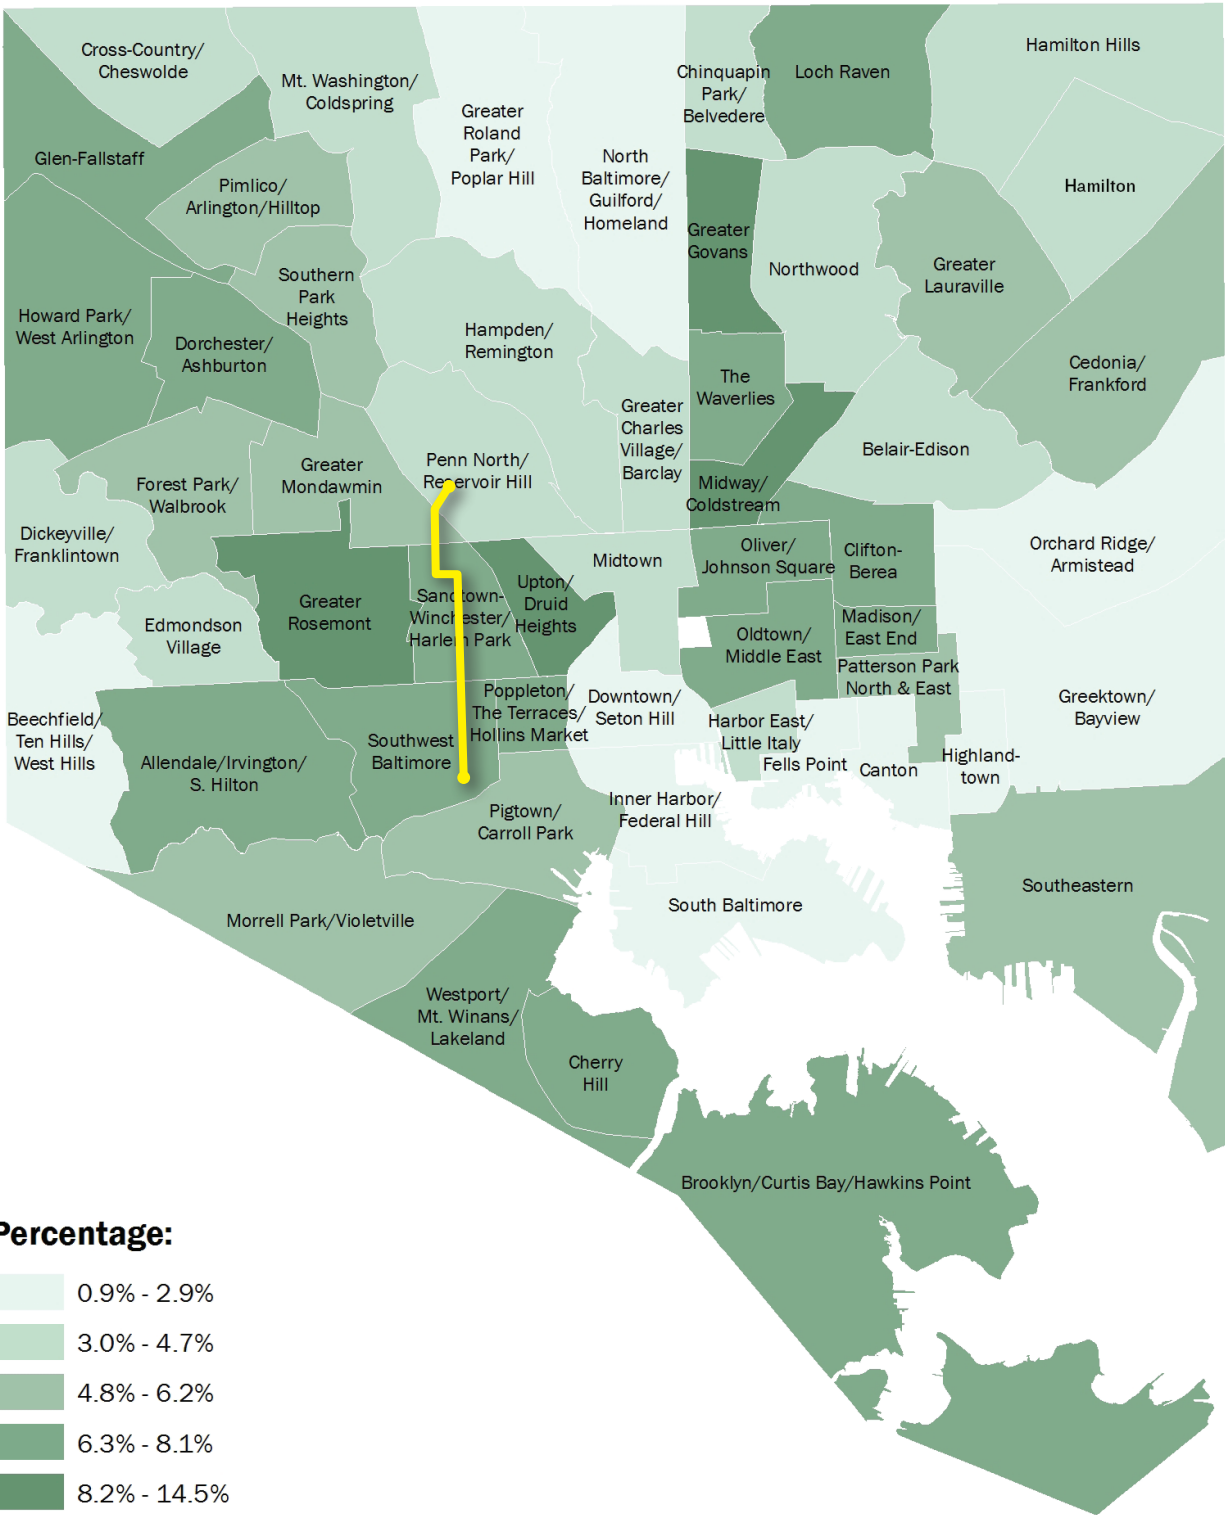 Cross-Country/
Cheswolde
Mt. Washington/
Coldspring
Greater
Roland
Park/
Poplar Hill
North
Baltimore/
Guilford/
Homeland
Chinquapin
Park/
Belvedere
Loch Raven
Hamilton Hills
Hamilton
Glen-Fallstaff
Pimlico/
Arlington/Hilltop
Greater
Govans
Northwood
Greater
Lauraville
Southern
Park
Heights
Howard Park/
West Arlington
Dorchester/
Ashburton
Hampden/
Remington
The
Waverlies
Cedonia/
Frankford
Greater
Charles
Village/
Barclay
Belair-Edison
Penn North/
Reservoir Hill
Greater
Mondawmin
Forest Park/
Walbrook
Midway/
Coldstream
Dickeyville/
Franklintown
Midtown
Oliver/
Johnson Square
Clifton-
Berea
Orchard Ridge/
Armistead
Greater
Rosemont
Sandtown-
Winchester/
Harlem Park
Upton/
Druid
Heights
Edmondson
Village
Oldtown/
Middle East
Madison/
East End
Patterson Park
North & East
Beechfield/
Ten Hills/
West Hills
Allendale/Irvington/
S. Hilton
Southwest
Baltimore
Poppleton/
The Terraces/
Hollins Market
Downtown/
Seton Hill
Harbor East/
Little Italy
Fells Point
Canton
Highland-
town
Greektown/
Bayview
Pigtown/
Carroll Park
Inner Harbor/
Federal Hill
South Baltimore
Southeastern
Morrell Park/Violetville
Westport/
Mt. Winans/
Lakeland
Cherry
Hill
Brooklyn/Curtis Bay/Hawkins Point
Percentage:
0.9% - 2.9%
3.0% - 4.7%
4.8% - 6.2%
6.3% - 8.1%
8.2% - 14.5%